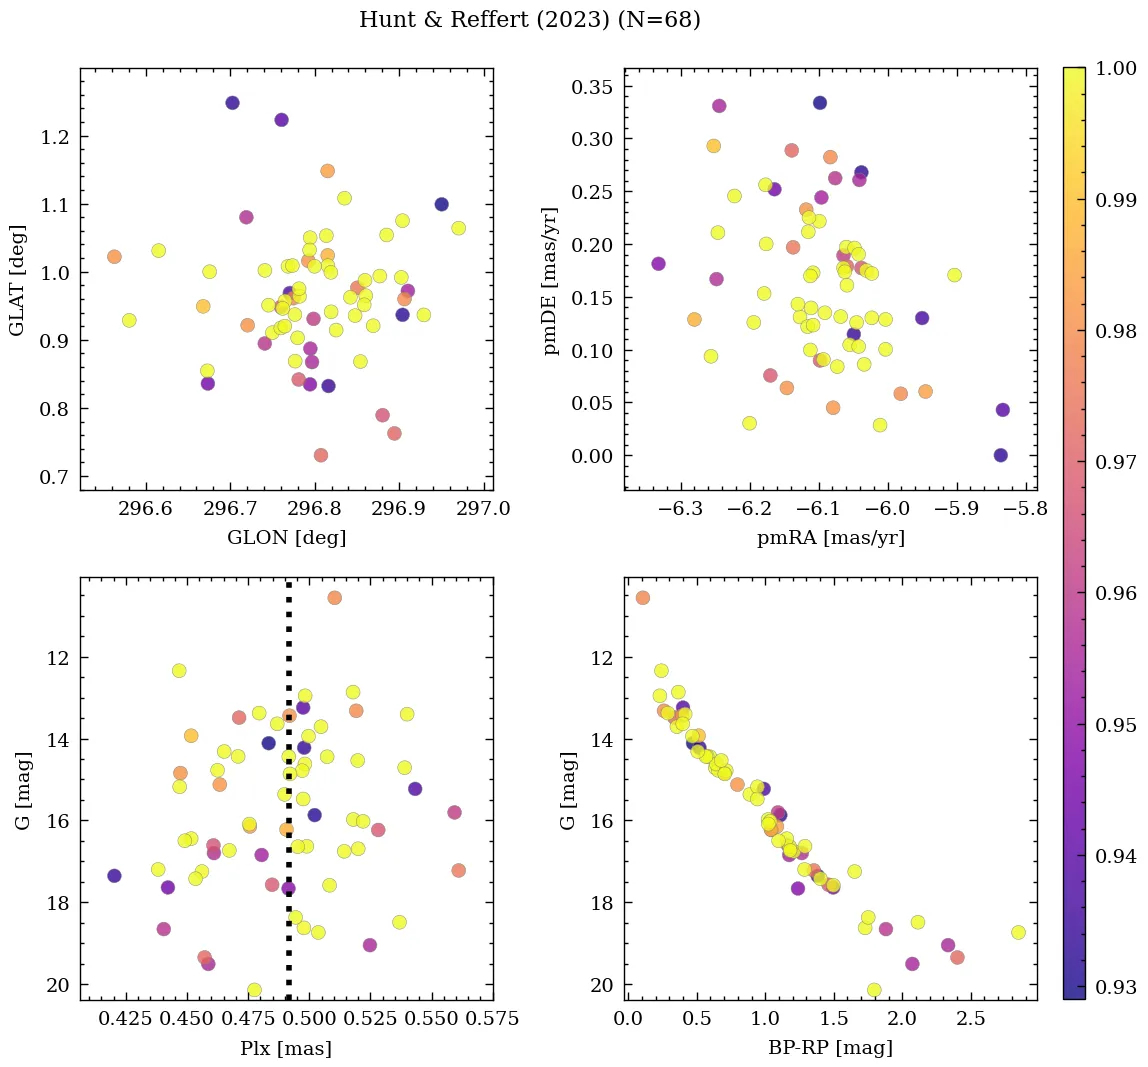 Hunt & Reffert (2023) (N=68)
1.2
1.1
1.0
0.9
0.8
0.7
GLAT [deg]
296.6 296.7 296.8 296.9 297.0
GLON [deg]
0.35
0.30
0.25
0.20
0.15
0.10
0.05
0.00
pmDE [mas/yr]
−6.3 −6.2 −6.1 −6.0 −5.9 −5.8
pmRA [mas/yr]
12
14
16
18
20
G [mag]
0.425 0.450 0.475 0.500 0.525 0.550 0.575
Plx [mas]
12
14
16
18
20
G [mag]
0.0 0.5 1.0 1.5 2.0 2.5
BP-RP [mag]
1.00
0.99
0.98
0.97
0.96
0.95
0.94
0.93